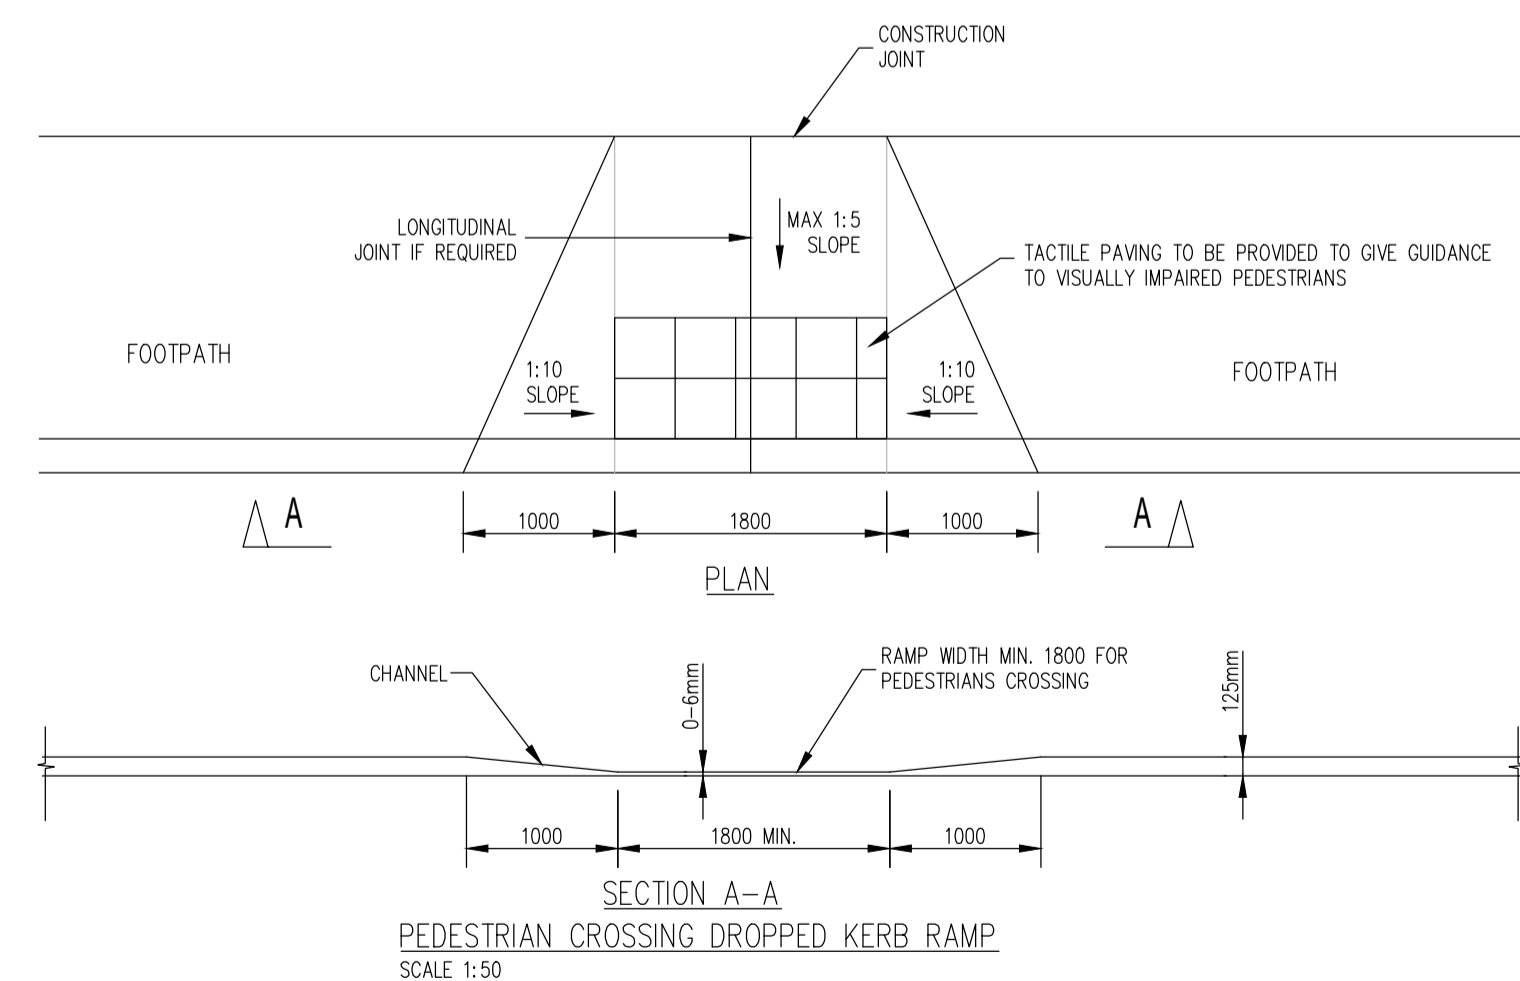 CONSTRUCTION
JOINT
LONGITUDINAL
JOINT IF REQUIRED
MAX 1:5
SLOPE
TACTILE PAVING TO BE PROVIDED TO GIVE GUIDANCE
TO VISUALLY IMPAIRED PEDESTRIANS
FOOTPATH
1:10
SLOPE
1:10
SLOPE
FOOTPATH
A
1000
1800
1000
A
PLAN
CHANNEL
0-6mm
RAMP WIDTH MIN. 1800 FOR
PEDESTRIANS CROSSING
125mm
1000
1800 MIN.
1000
SECTION A-A
PEDESTRIAN CROSSING DROPPED KERB RAMP
SCALE 1:50